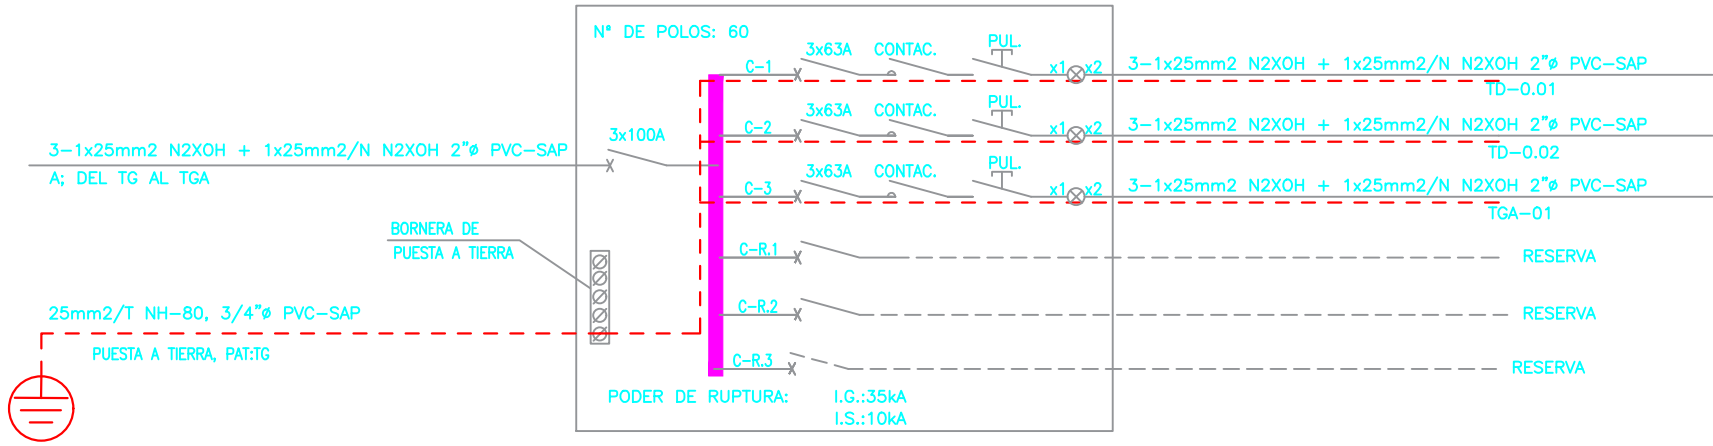 N° DE POLOS: 60
C-1 3x63A CONTAC. PUL. x1 x2 3-1x25mm2 N2XOH + 1x25mm2/N N2XOH 2"ø PVC-SAP
TD-0.01
C-2 3x63A CONTAC. PUL. x1 x2 3-1x25mm2 N2XOH + 1x25mm2/N N2XOH 2"ø PVC-SAP
TD-0.02
3-1x25mm2 N2XOH + 1x25mm2/N N2XOH 2"ø PVC-SAP 3x100A
A; DEL TG AL TGA
C-3 3x63A CONTAC. PUL. x1 x2 3-1x25mm2 N2XOH + 1x25mm2/N N2XOH 2"ø PVC-SAP
TGA-01
BORNERA DE
PUESTA A TIERRA
C-R.1 RESERVA
25mm2/T NH-80, 3/4"ø PVC-SAP
PUESTA A TIERRA, PAT:TG
C-R.2 RESERVA
C-R.3 RESERVA
PODER DE RUPTURA: I.G.:35kA
I.S.:10kA